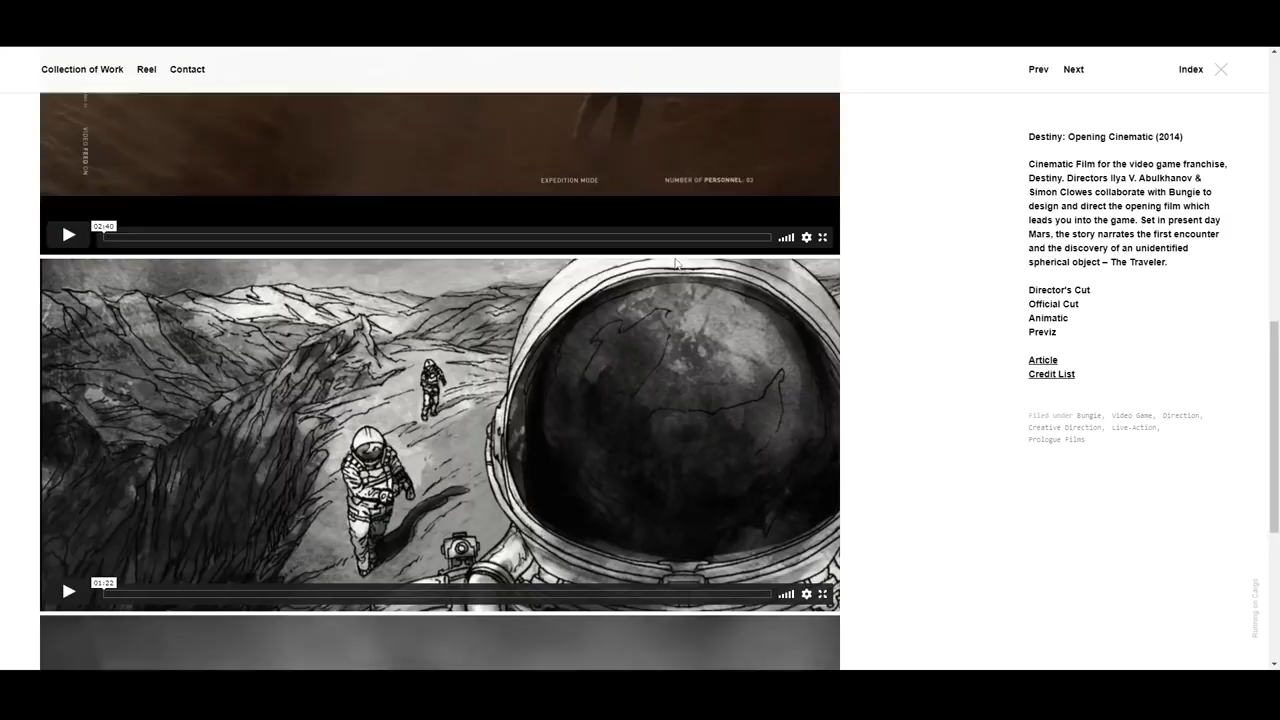 Collection of Work Reel Contact
Prev Next Index
VIDEO FEED ON
EXPEDITION MODE
NUMBER OF PERSONNEL: 03
02:40
01:22
Destiny: Opening Cinematic (2014)
Cinematic Film for the video game franchise,
Destiny. Directors Ilya V. Abulkhanov &
Simon Clowes collaborate with Bungie to
design and direct the opening film which
leads you into the game. Set in present day
Mars, the story narrates the first encounter
and the discovery of an unidentified
spherical object – The Traveler.
Director's Cut
Official Cut
Animatic
Previz
Article
Credit List
Filed under Bungie, Video Game, Direction,
Creative Direction, Live-Action,
Prologue Films
Running on Cargo